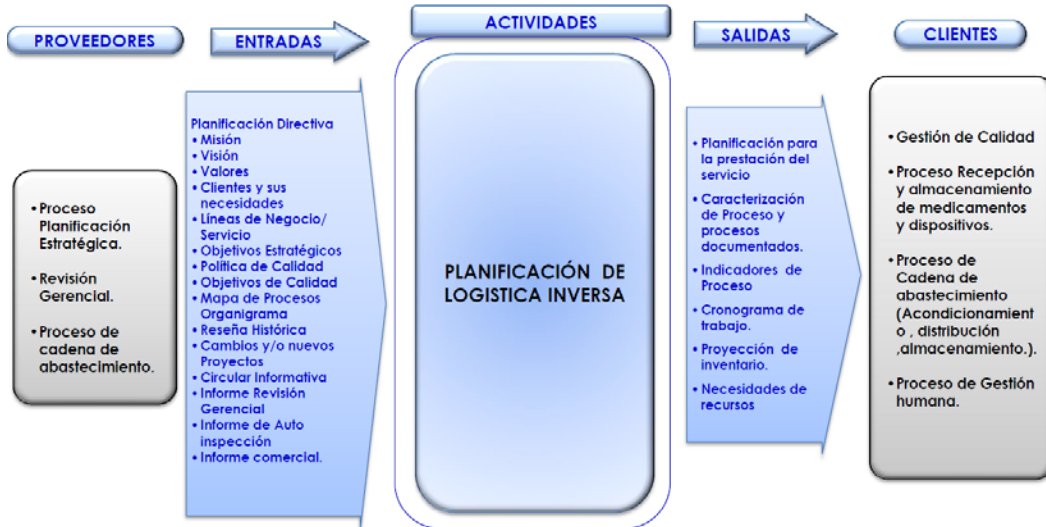 PROVEEDORES
ENTRADAS
ACTIVIDADES
SALIDAS
CLIENTES
• Proceso
Planificación
Estratégica.
• Revisión
Gerencial.
• Proceso de
cadena de
abastecimiento.
Planificación Directiva
• Misión
• Visión
• Valores
• Clientes y sus
necesidades
• Líneas de Negocio/
Servicio
• Objetivos Estratégicos
• Política de Calidad
• Objetivos de Calidad
• Mapa de Procesos
Organigrama
• Reseña Histórica
• Cambios y/o nuevos
Proyectos
• Circular Informativa
• Informe Revisión
Gerencial
• Informe de Auto
inspección
• Informe comercial.
PLANIFICACIÓN DE
LOGISTICA INVERSA
• Planificación para
la prestación del
servicio
• Caracterización
de Proceso y
procesos
documentados.
• Indicadores de
Proceso
• Cronograma de
trabajo.
• Proyección de
inventario.
• Necesidades de
recursos
• Gestión de Calidad
• Proceso Recepción
y almacenamiento
de medicamentos
y dispositivos.
• Proceso de
Cadena de
abastecimiento
(Acondicionamient
o , distribución
,almacenamiento.).
• Proceso de Gestión
humana.